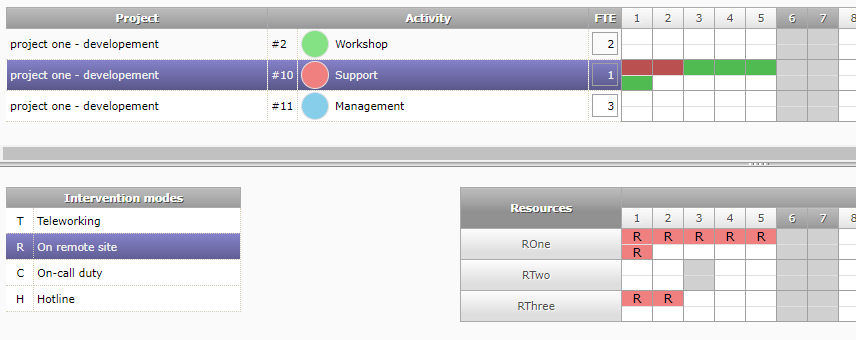 Project Activity FTE 1 2 3 4 5 6 7 8
project one - developement #2 Workshop 2
project one - developement #10 Support 1
project one - developement #11 Management 3
Intervention modes
T Teleworking
R On remote site
C On-call duty
H Hotline
Resources 1 2 3 4 5 6 7 8
ROne R R R R R
R
RTwo
RThree R R